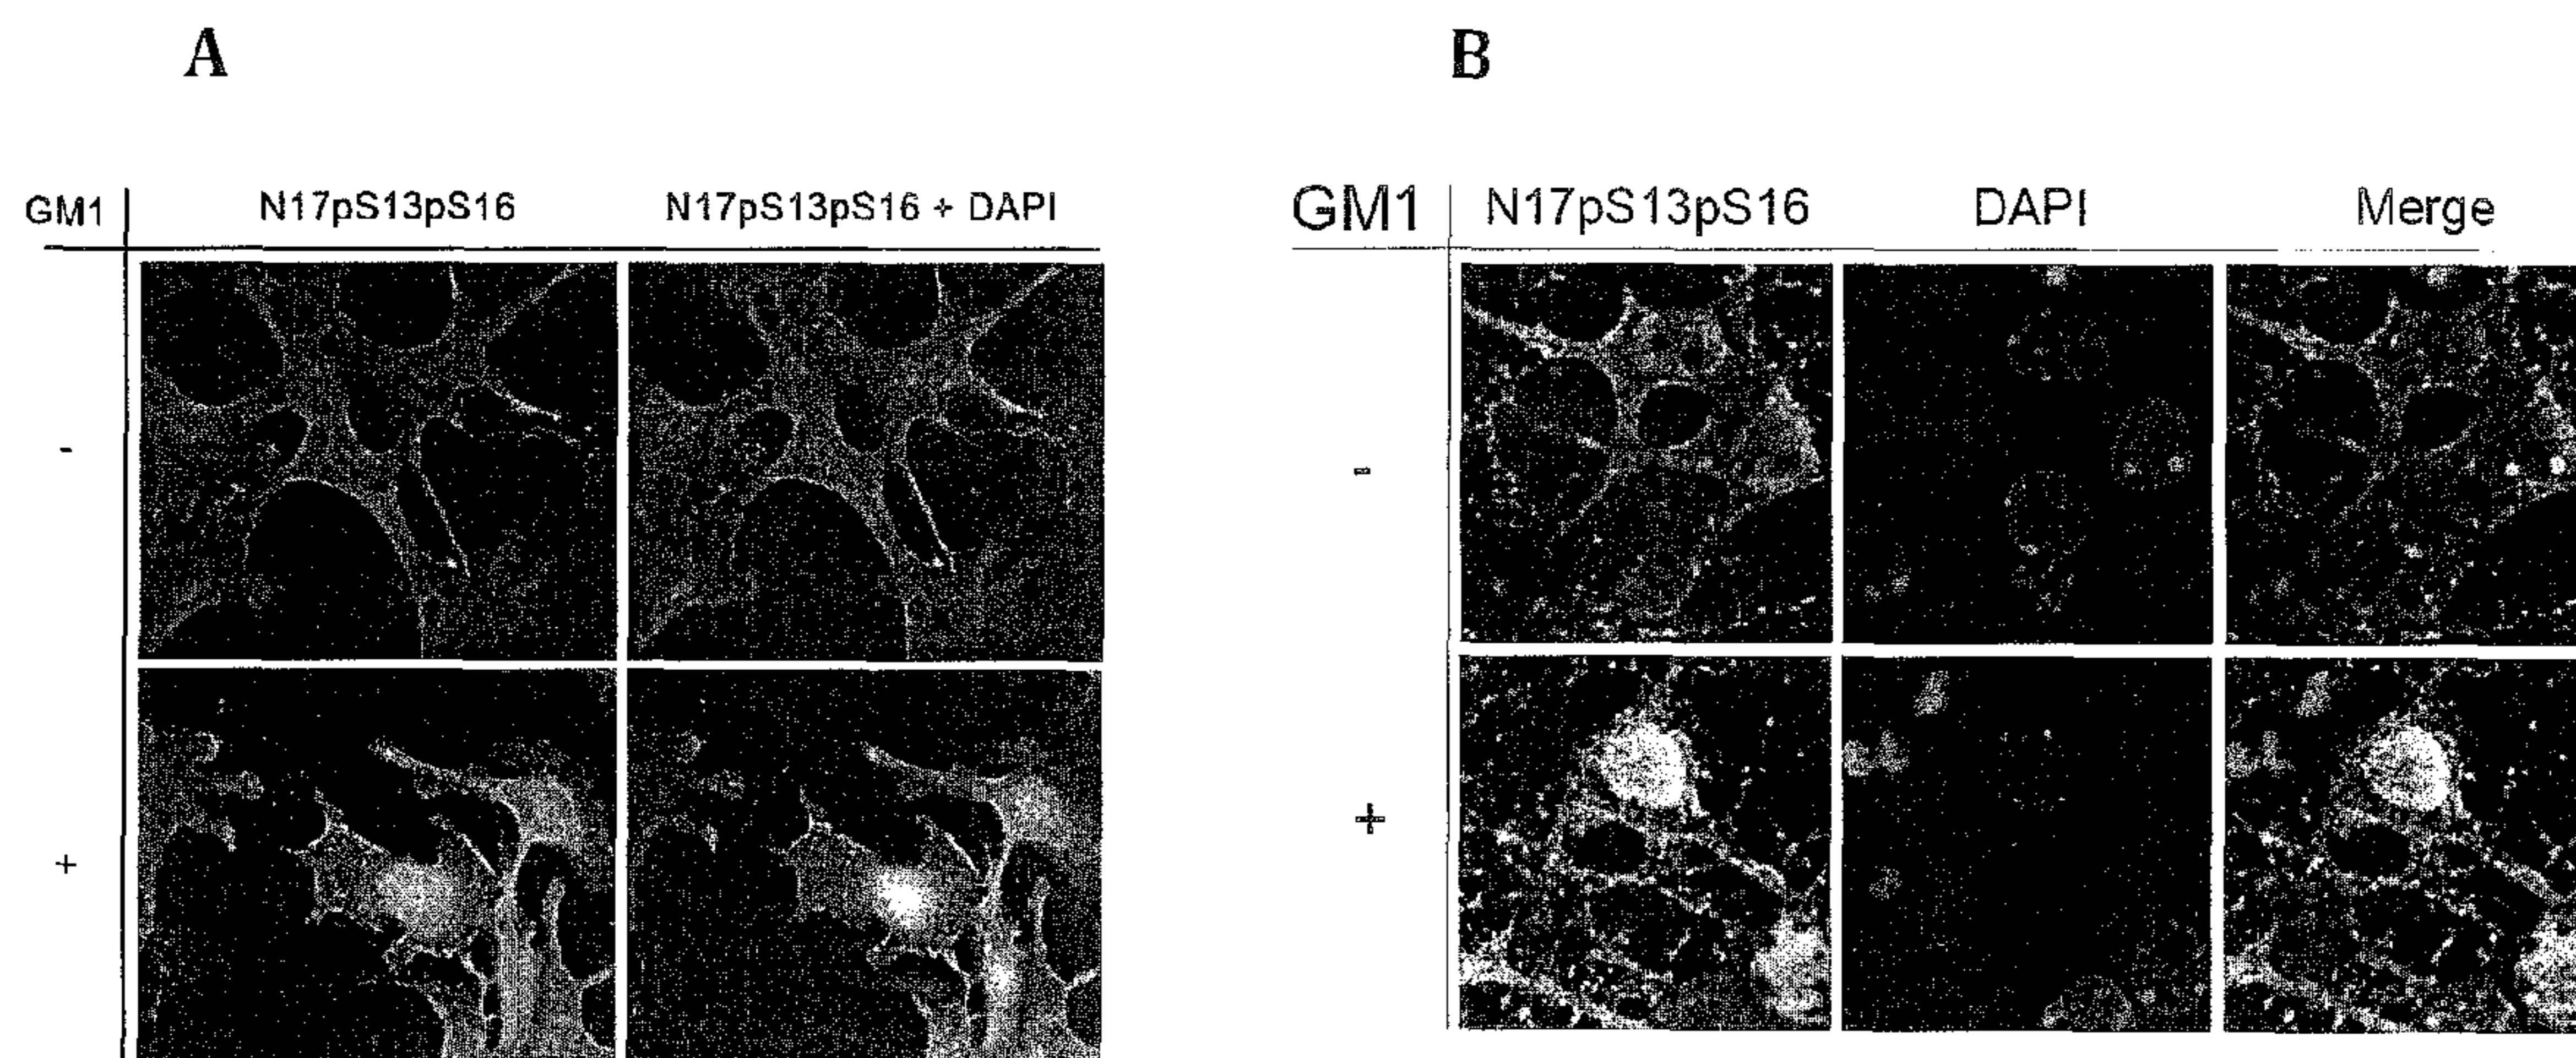 A
B
GM1 N17pS13pS16 N17pS13pS16 + DAPI
GM1 N17pS13pS16 DAPI Merge
-
-
+
+